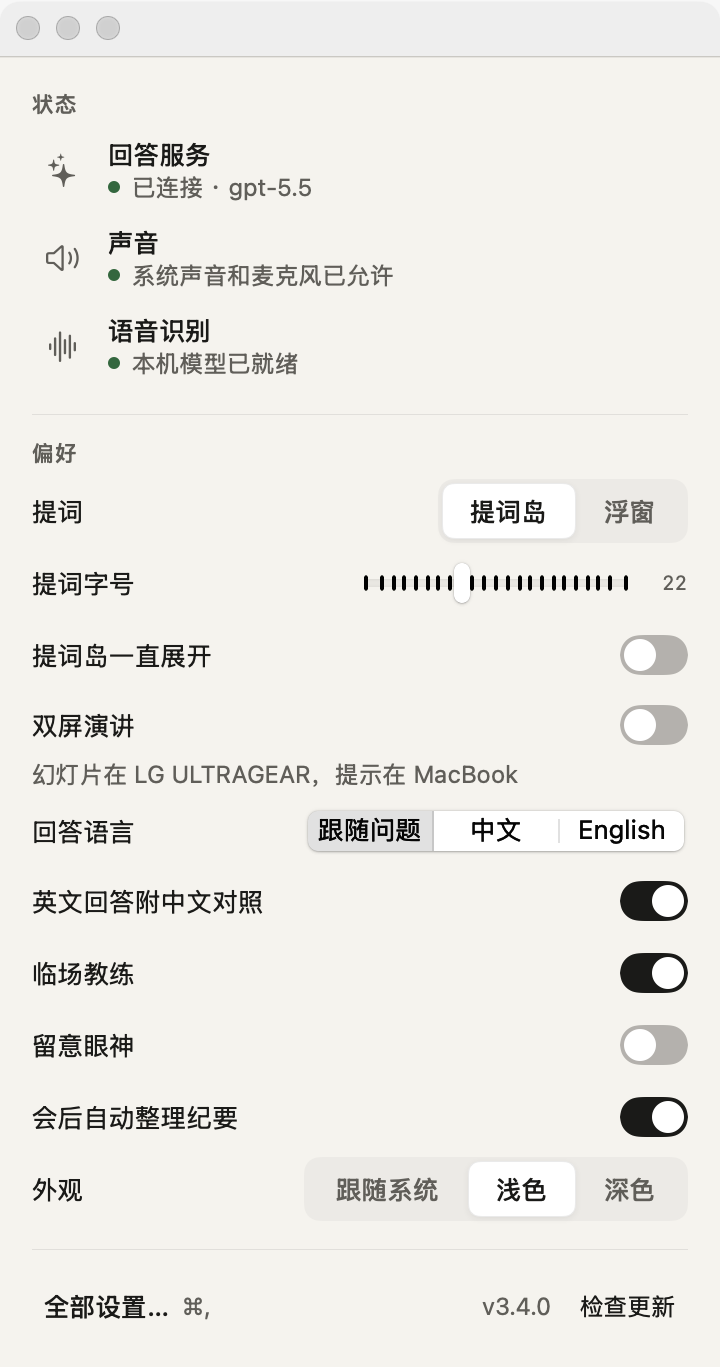 状态
回答服务
已连接 · gpt-5.5
声音
系统声音和麦克风已允许
语音识别
本机模型已就绪
偏好
提词 提词岛 浮窗
提词字号 22
提词岛一直展开
双屏演讲
幻灯片在 LG ULTRAGEAR，提示在 MacBook
回答语言 跟随问题 中文 English
英文回答附中文对照
临场教练
留意眼神
会后自动整理纪要
外观 跟随系统 浅色 深色
全部设置... ⌘, v3.4.0 检查更新